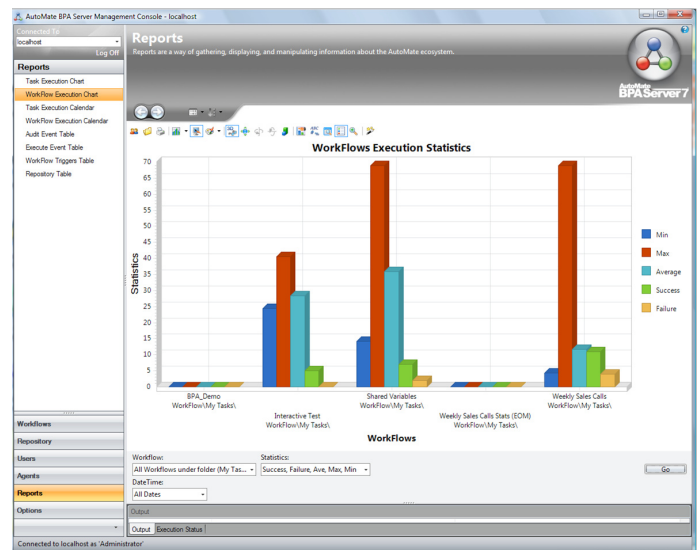 AutoMate BPA Server Management Console - localhost
Connected To
localhost
Log Off
Reports
Task Execution Chart
WorkFlow Execution Chart
Task Execution Calendar
WorkFlow Execution Calendar
Audit Event Table
Execute Event Table
WorkFlow Triggers Table
Repository Table
Workflows
Repository
Users
Agents
Reports
Options
Reports
Reports are a way of gathering, displaying, and manipulating information about the AutoMate ecosystem.
AutoMate
BPA Server 7
WorkFlows Execution Statistics
Statistics
70
65
60
55
50
45
40
35
30
25
20
15
10
5
0
Min
Max
Average
Success
Failure
BPA_Demo
WorkFlow\My Tasks\
Interactive Test
WorkFlow\My Tasks\
Shared Variables
WorkFlow\My Tasks\
Weekly Sales Calls Stats (EOM)
WorkFlow\My Tasks\
Weekly Sales Calls
WorkFlow\My Tasks\
WorkFlows
Workflow:
All Workflows under folder (My Tas...
Statistics:
Success, Failure, Ave, Max, Min
Go
DateTime:
All Dates
Output
Output
Execution Status
Connected to localhost as 'Administrator'